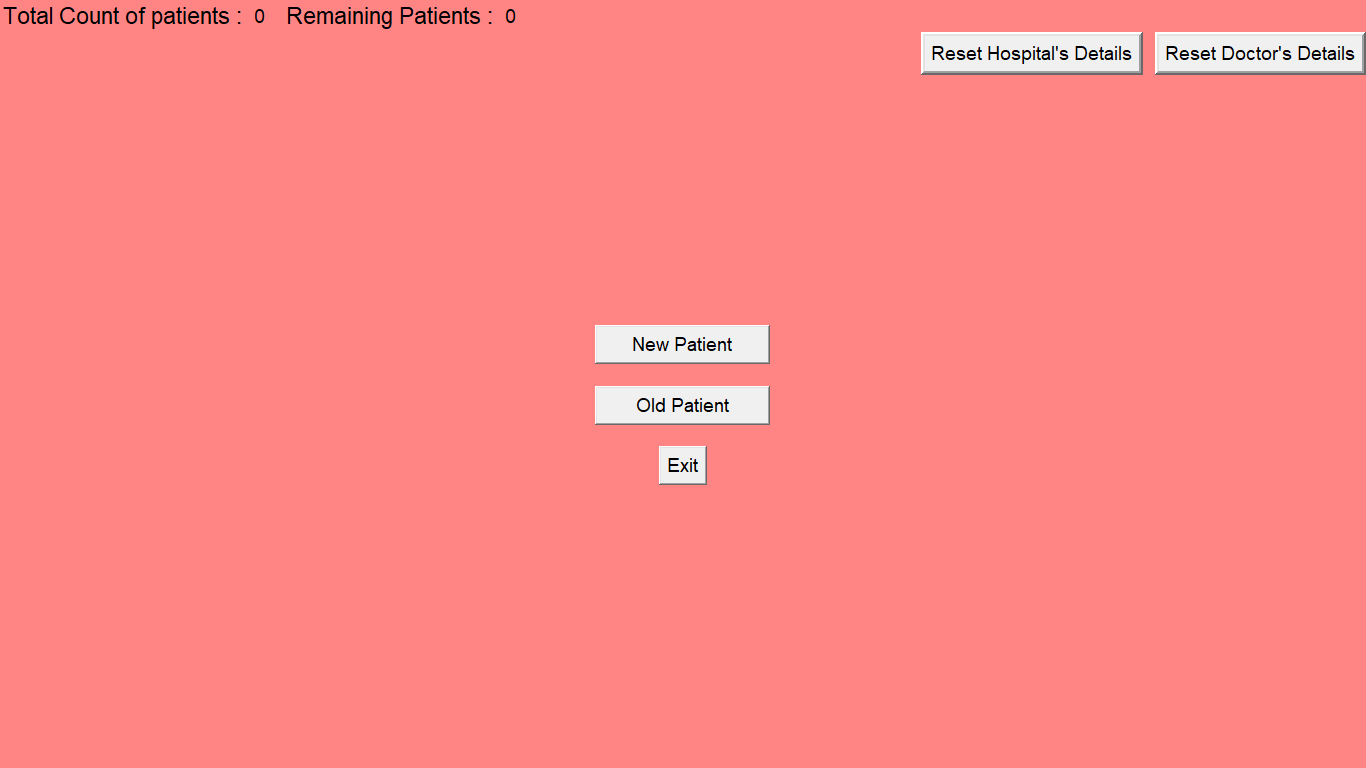 Total Count of patients : 0 Remaining Patients : 0
Reset Hospital's Details Reset Doctor's Details
New Patient
Old Patient
Exit